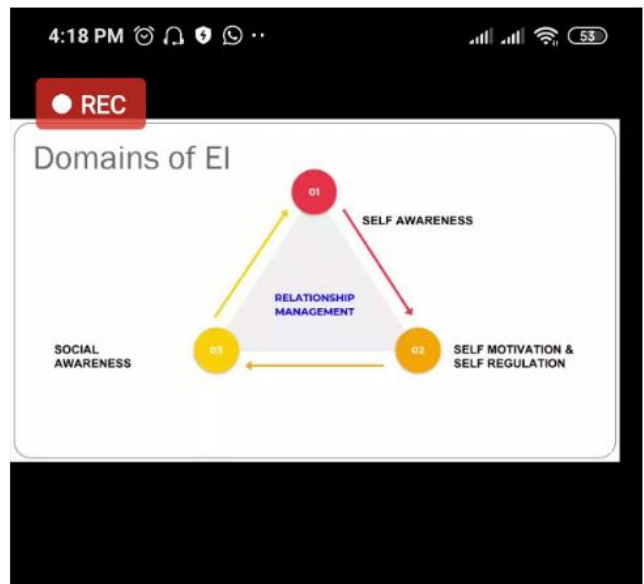 4:18 PM
53
REC
Domains of EI
01
SELF AWARENESS
RELATIONSHIP
MANAGEMENT
SOCIAL
AWARENESS
03
02
SELF MOTIVATION &
SELF REGULATION